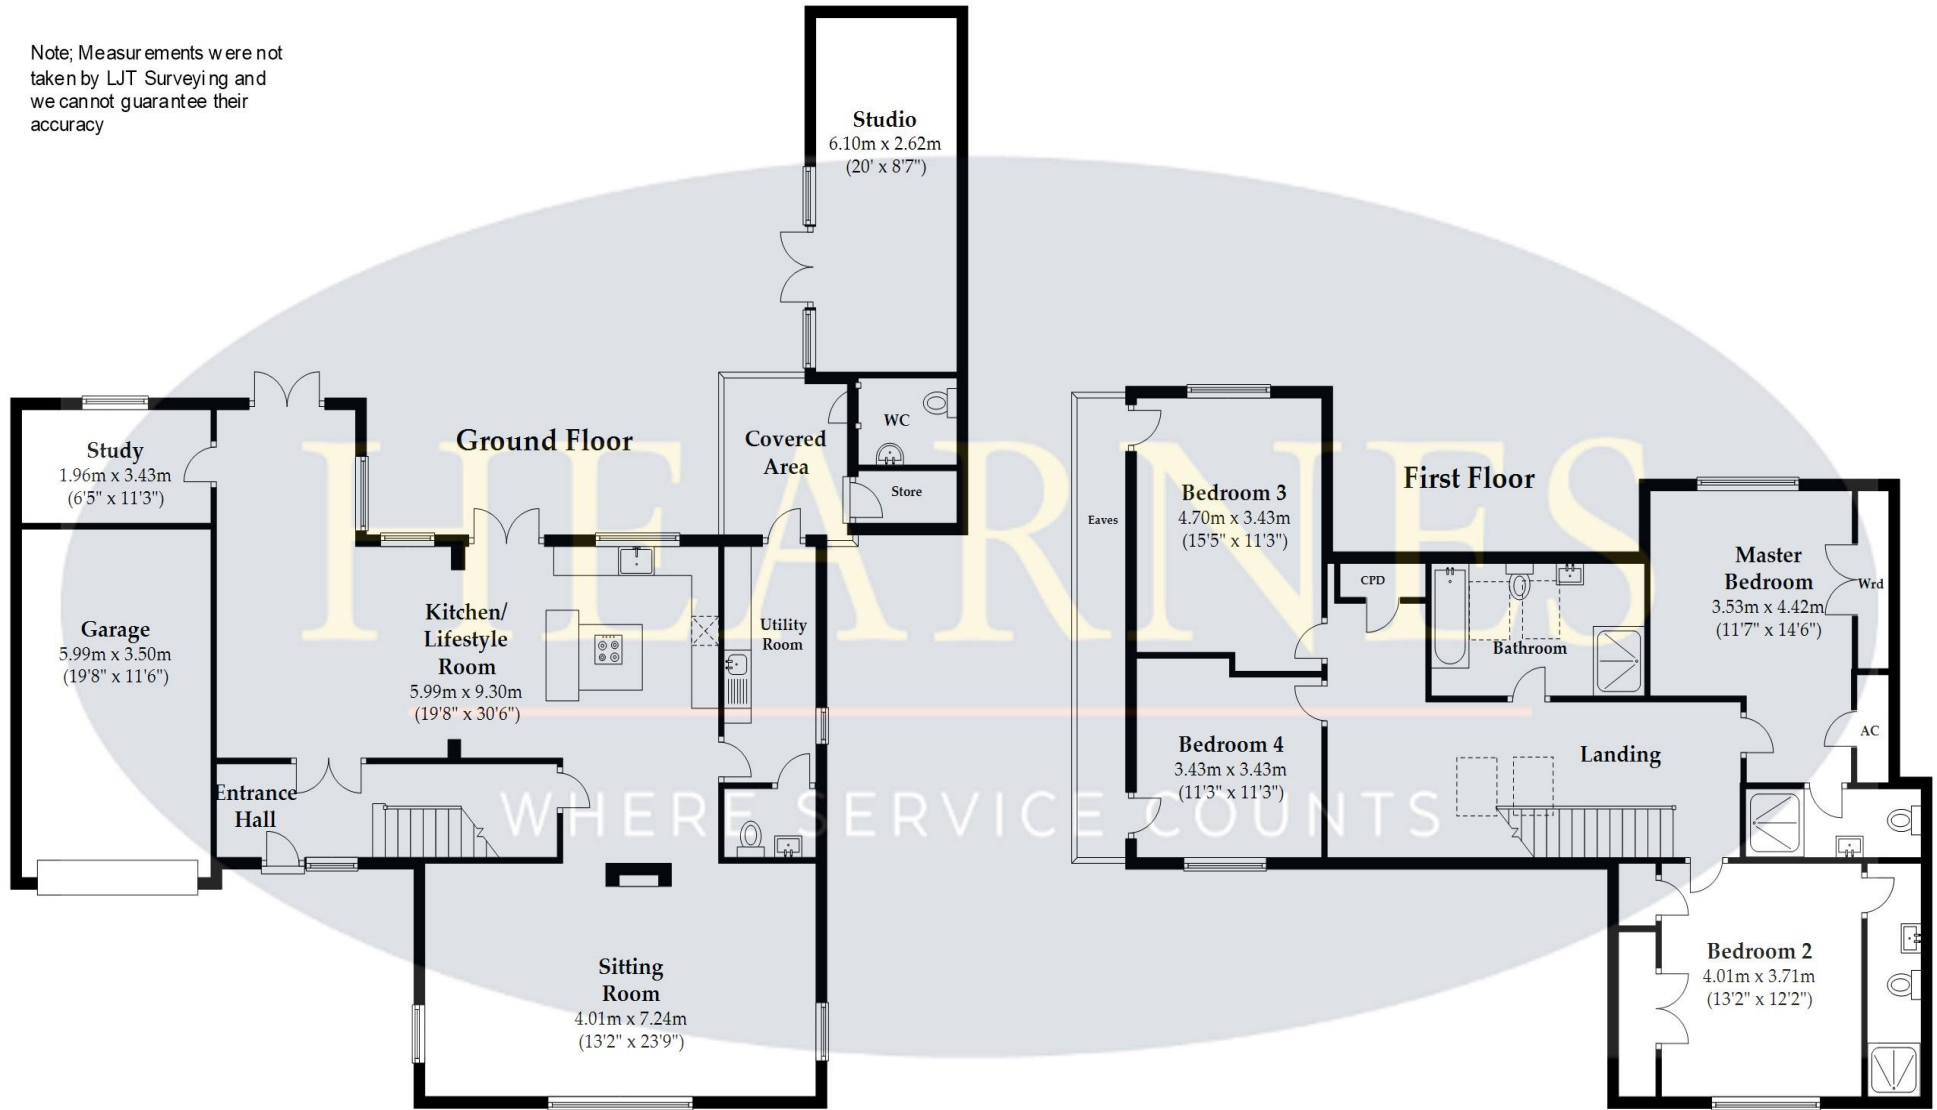 Note; Measurements were not
taken by LJT Surveying and
we cannot guarantee their
accuracy
Studio
6.10m x 2.62m
(20' x 8'7")
Study
1.96m x 3.43m
(6'5" x 11'3")
Ground Floor
Covered
Area
WC
Store
Garage
5.99m x 3.50m
(19'8" x 11'6")
Kitchen/
Lifestyle
Room
5.99m x 9.30m
(19'8" x 30'6")
Utility
Room
Entrance
Hall
Sitting
Room
4.01m x 7.24m
(13'2" x 23'9")
First Floor
Eaves
Bedroom 3
4.70m x 3.43m
(15'5" x 11'3")
CPD
Bathroom
Master
Bedroom
3.53m x 4.42m
(11'7" x 14'6")
Wrd
AC
Bedroom 4
3.43m x 3.43m
(11'3" x 11'3")
Landing
Bedroom 2
4.01m x 3.71m
(13'2" x 12'2")
HEARNES
WHERE SERVICE COUNTS